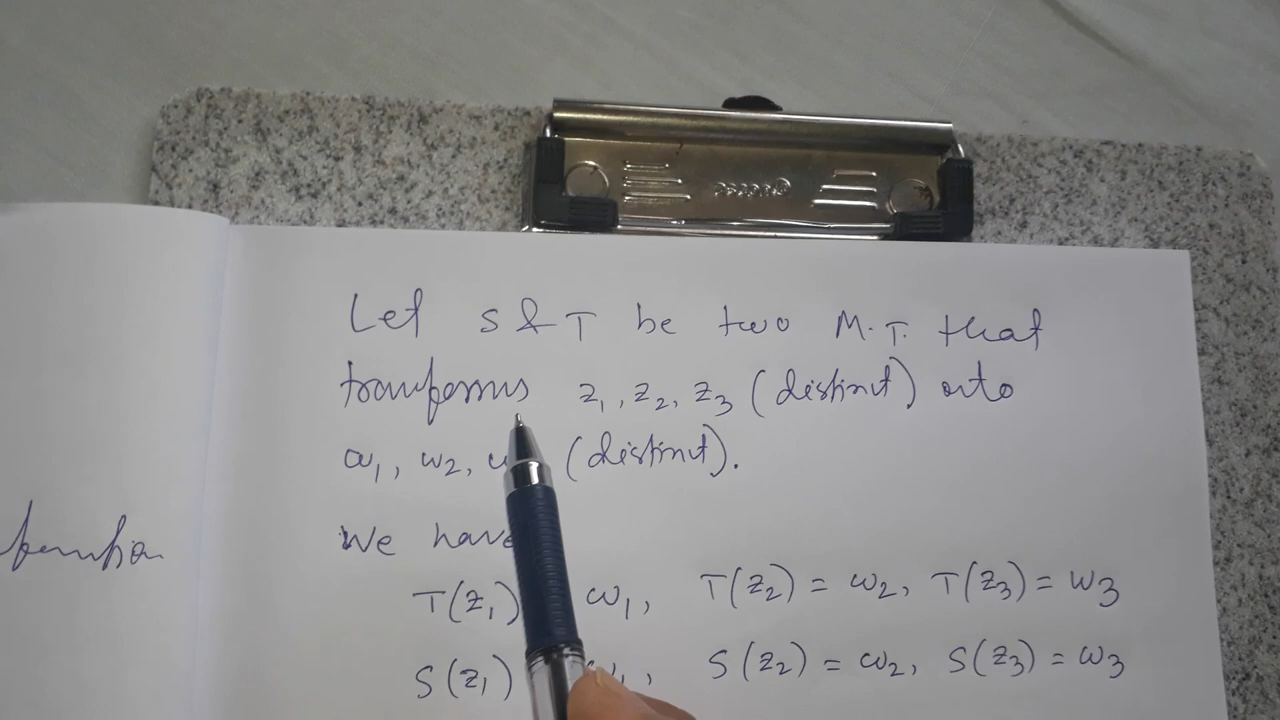 Let S & T be two M.T. that
transforms z1, z2, z3 (distinct) onto
w1, w2, (distinct).
We have
T(z1) w1, T(z2) = w2, T(z3) = w3
S(z1) , S(z2) = w2, S(z3) = w3